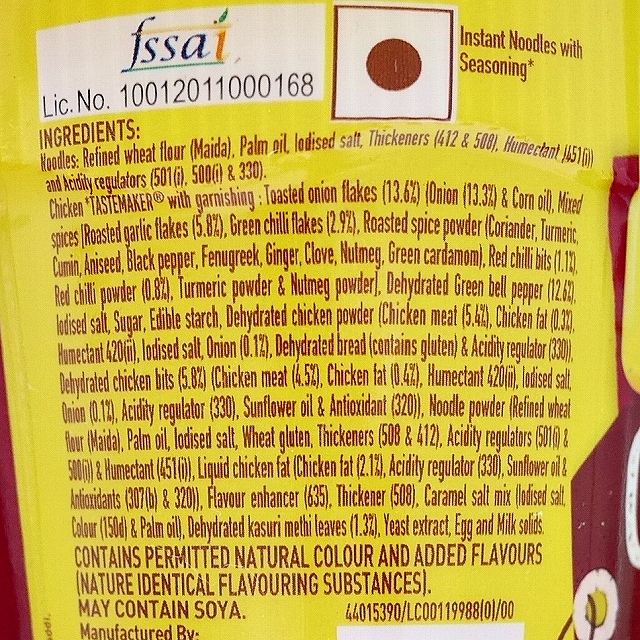 fssai
Lic. No. 10012011000168
Instant Noodles with
Seasoning*
INGREDIENTS:
Noodles: Refined wheat flour (Maida), Palm oil, Iodised salt, Thickeners (412 & 508), Humectant (451(i))
and Acidity regulators (501(i), 500(i) & 330).
Chicken *TASTEMAKER® with garnishing : Toasted onion flakes (13.6%) (Onion (13.3%) & Corn oil), Mixed
spices [Roasted garlic flakes (5.8%), Green chilli flakes (2.9%), Roasted spice powder (Coriander, Turmeric,
Cumin, Aniseed, Black pepper, Fenugreek, Ginger, Clove, Nutmeg, Green cardamom), Red chilli bits (1.1%),
Red chilli powder (0.8%), Turmeric powder & Nutmeg powder], Dehydrated Green bell pepper (12.6%),
Iodised salt, Sugar, Edible starch, Dehydrated chicken powder (Chicken meat (5.4%), Chicken fat (0.3%),
Humectant 420(ii), Iodised salt, Onion (0.1%), Dehydrated bread (contains gluten) & Acidity regulator (330)),
Dehydrated chicken bits (5.8%) (Chicken meat (4.5%), Chicken fat (0.4%), Humectant 420(ii), Iodised salt,
Onion (0.1%), Acidity regulator (330), Sunflower oil & Antioxidant (320)), Noodle powder (Refined wheat
flour (Maida), Palm oil, Iodised salt, Wheat gluten, Thickeners (508 & 412), Acidity regulators (501(i) &
500(i)) & Humectant (451(i)), Liquid chicken fat (Chicken fat (2.1%), Acidity regulator (330), Sunflower oil &
Antioxidants (307(b) & 320)), Flavour enhancer (635), Thickener (508), Caramel salt mix (Iodised salt,
Colour (150d) & Palm oil), Dehydrated kasuri methi leaves (1.3%), Yeast extract, Egg and Milk solids.
CONTAINS PERMITTED NATURAL COLOUR AND ADDED FLAVOURS
(NATURE IDENTICAL FLAVOURING SUBSTANCES).
MAY CONTAIN SOYA.
44015390/LC00119988(0)/00
Manufactured By: